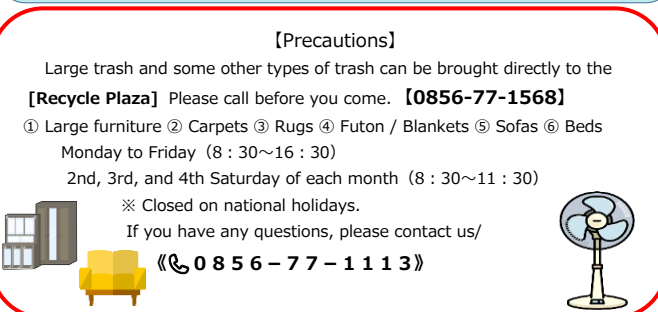 【Precautions】
Large trash and some other types of trash can be brought directly to the
[Recycle Plaza] Please call before you come. 【0856-77-1568】
① Large furniture ② Carpets ③ Rugs ④ Futon / Blankets ⑤ Sofas ⑥ Beds
Monday to Friday（8：30～16：30）
2nd, 3rd, and 4th Saturday of each month（8：30～11：30）
※ Closed on national holidays.
If you have any questions, please contact us/
《📞０８５６－７７－１１１３》